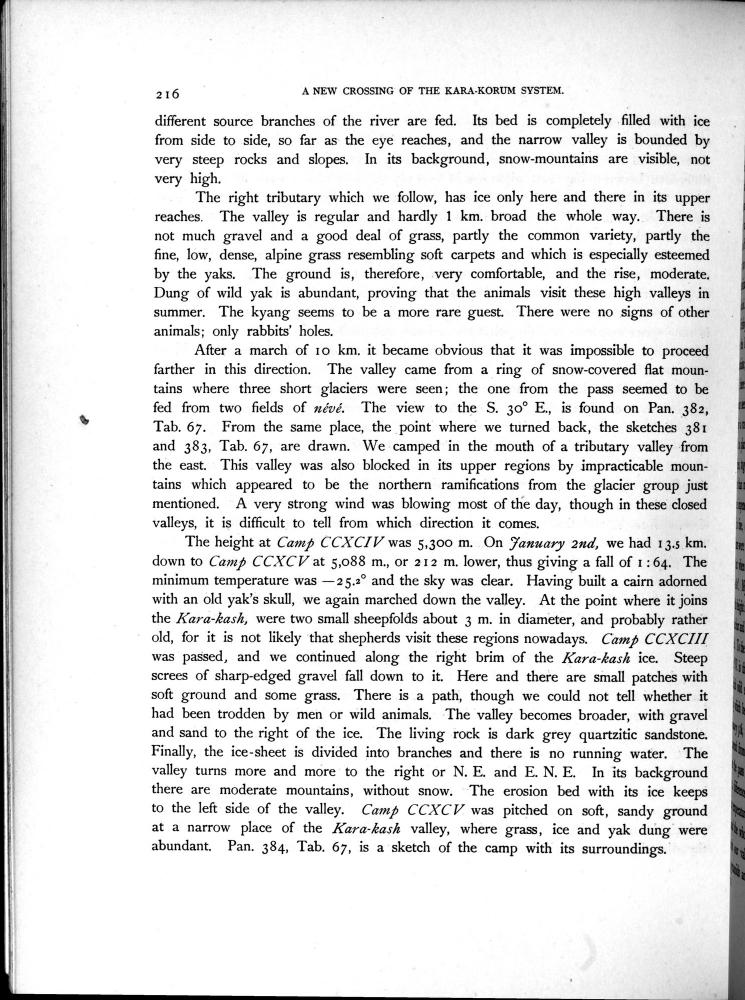 216
A NEW CROSSING OF THE KARA-KORUM SYSTEM.
different source branches of the river are fed. Its bed is completely filled with ice
from side to side, so far as the eye reaches, and the narrow valley is bounded by
very steep rocks and slopes. In its background, snow-mountains are visible, not
very high.
The right tributary which we follow, has ice only here and there in its upper
reaches. The valley is regular and hardly 1 km. broad the whole way. There is
not much gravel and a good deal of grass, partly the common variety, partly the
fine, low, dense, alpine grass resembling soft carpets and which is especially esteemed
by the yaks. The ground is, therefore, very comfortable, and the rise, moderate.
Dung of wild yak is abundant, proving that the animals visit these high valleys in
summer. The kyang seems to be a more rare guest. There were no signs of other
animals; only rabbits' holes.
After a march of 10 km. it became obvious that it was impossible to proceed
farther in this direction. The valley came from a ring of snow-covered flat moun-
tains where three short glaciers were seen; the one from the pass seemed to be
fed from two fields of névé. The view to the S. 30° E., is found on Pan. 382,
Tab. 67. From the same place, the point where we turned back, the sketches 381
and 383, Tab. 67, are drawn. We camped in the mouth of a tributary valley from
the east. This valley was also blocked in its upper regions by impracticable moun-
tains which appeared to be the northern ramifications from the glacier group just
mentioned. A very strong wind was blowing most of the day, though in these closed
valleys, it is difficult to tell from which direction it comes.
The height at Camp CCXCIV was 5,300 m. On January 2nd, we had 13.5 km.
down to Camp CCXCV at 5,088 m., or 212 m. lower, thus giving a fall of 1:64. The
minimum temperature was —25.2° and the sky was clear. Having built a cairn adorned
with an old yak's skull, we again marched down the valley. At the point where it joins
the Kara-kash, were two small sheepfolds about 3 m. in diameter, and probably rather
old, for it is not likely that shepherds visit these regions nowadays. Camp CCXCIII
was passed, and we continued along the right brim of the Kara-kash ice. Steep
screes of sharp-edged gravel fall down to it. Here and there are small patches with
soft ground and some grass. There is a path, though we could not tell whether it
had been trodden by men or wild animals. The valley becomes broader, with gravel
and sand to the right of the ice. The living rock is dark grey quartzitic sandstone.
Finally, the ice-sheet is divided into branches and there is no running water. The
valley turns more and more to the right or N. E. and E. N. E. In its background
there are moderate mountains, without snow. The erosion bed with its ice keeps
to the left side of the valley. Camp CCXCV was pitched on soft, sandy ground
at a narrow place of the Kara-kash valley, where grass, ice and yak dung were
abundant. Pan. 384, Tab. 67, is a sketch of the camp with its surroundings.